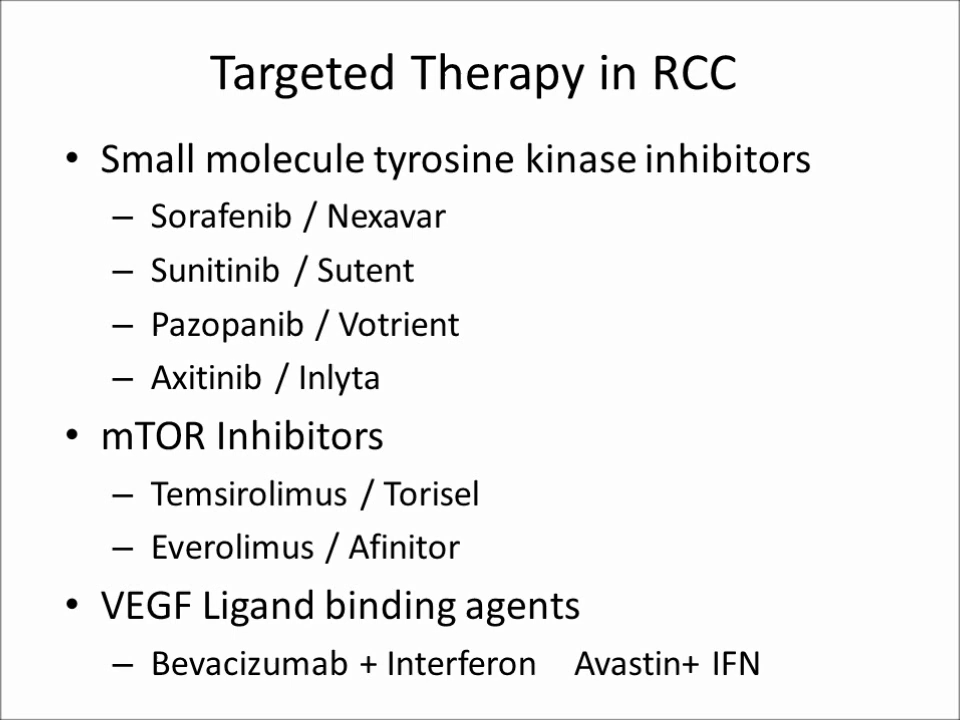 Targeted Therapy in RCC
• Small molecule tyrosine kinase inhibitors
– Sorafenib / Nexavar
– Sunitinib / Sutent
– Pazopanib / Votrient
– Axitinib / Inlyta
• mTOR Inhibitors
– Temsirolimus / Torisel
– Everolimus / Afinitor
• VEGF Ligand binding agents
– Bevacizumab + Interferon Avastin+ IFN